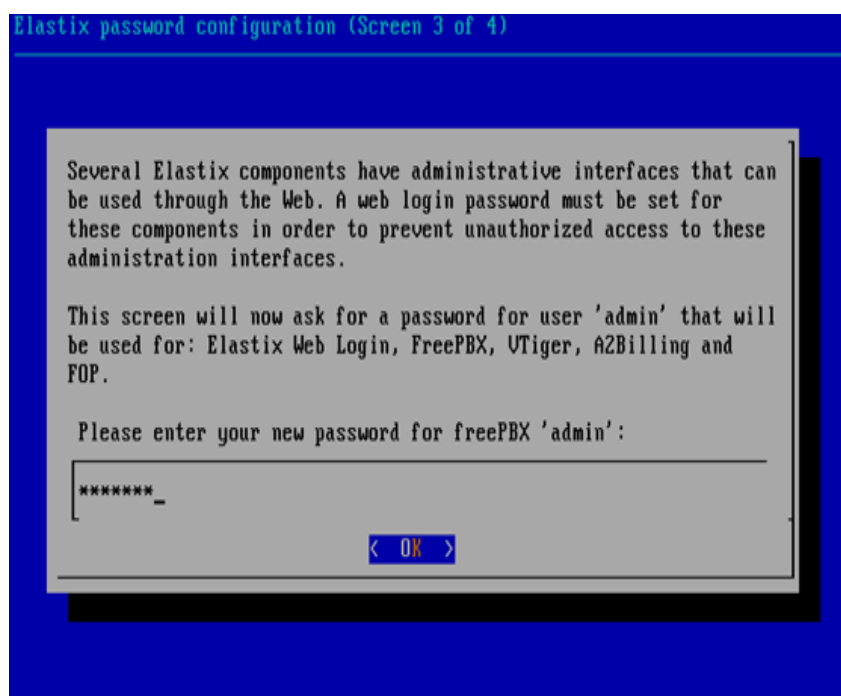 Elastix password configuration (Screen 3 of 4)
Several Elastix components have administrative interfaces that can
be used through the Web. A web login password must be set for
these components in order to prevent unauthorized access to these
administration interfaces.
This screen will now ask for a password for user 'admin' that will
be used for: Elastix Web Login, FreePBX, VTiger, A2Billing and
FOP.
Please enter your new password for freePBX 'admin':
*******_
< OK >